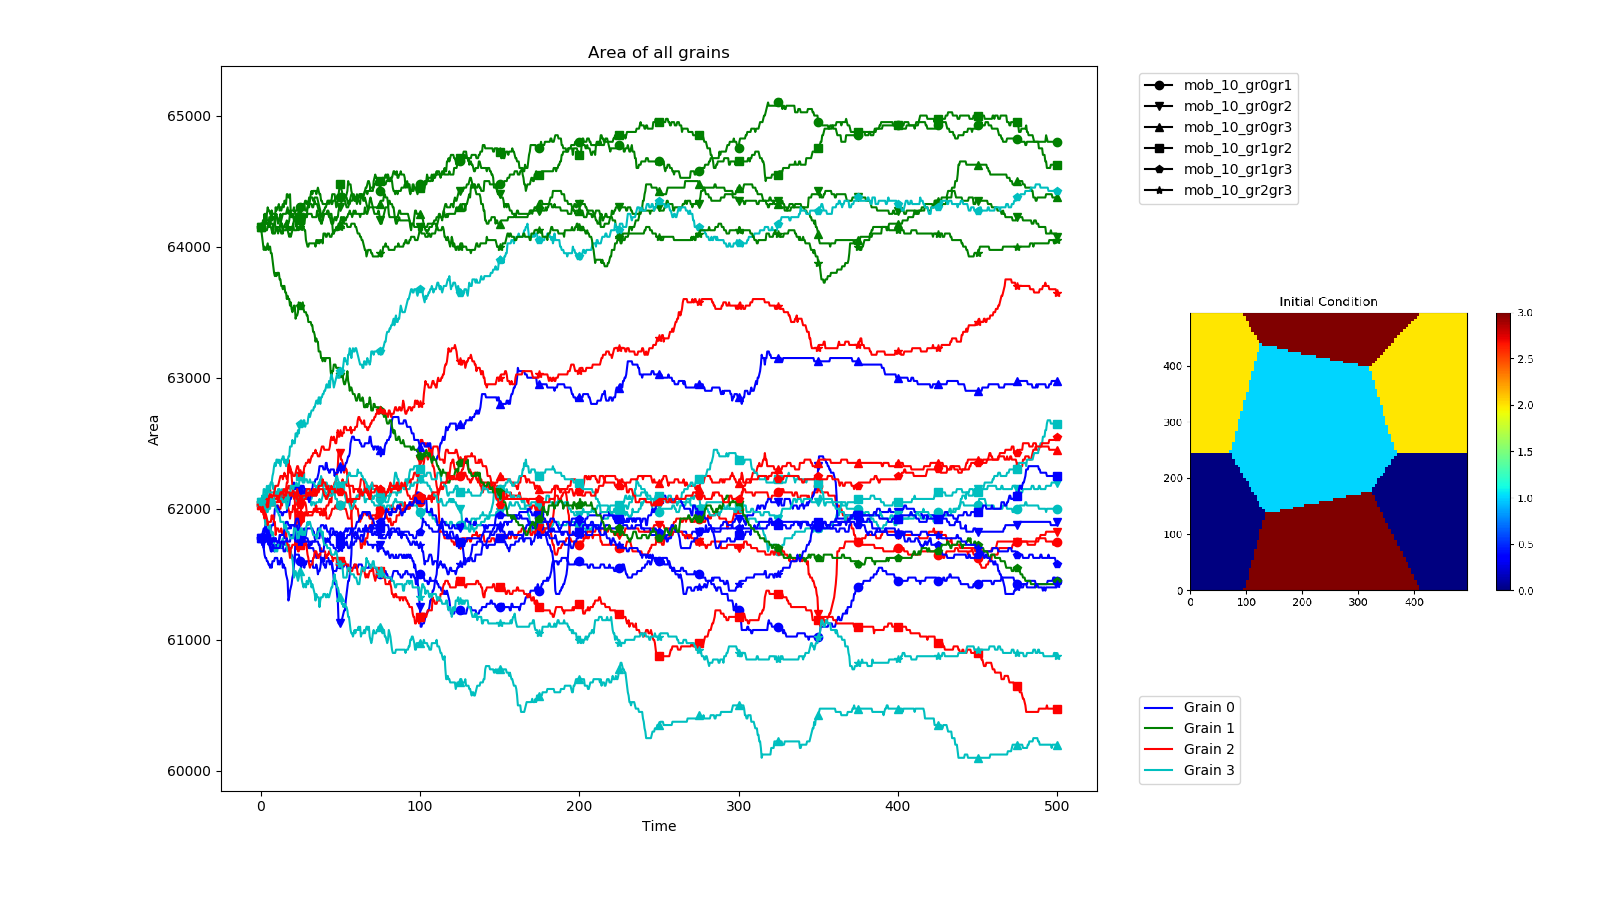 Area of all grains
65000
64000
63000
62000
61000
60000
Area
0 100 200 300 400 500
Time
mob_10_gr0gr1
mob_10_gr0gr2
mob_10_gr0gr3
mob_10_gr1gr2
mob_10_gr1gr3
mob_10_gr2gr3
Initial Condition
400
300
200
100
0
0 100 200 300 400
3.0
2.5
2.0
1.5
1.0
0.5
0.0
Grain 0
Grain 1
Grain 2
Grain 3